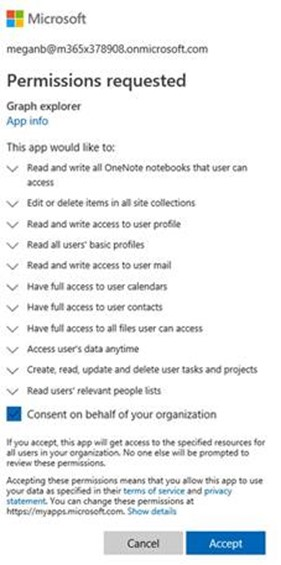 Microsoft
meganb@m365x378908.onmicrosoft.com
Permissions requested
Graph explorer
App info
This app would like to:
Read and write all OneNote notebooks that user can
access
Edit or delete items in all site collections
Read and write access to user profile
Read all users' basic profiles
Read and write access to user mail
Have full access to user calendars
Have full access to user contacts
Have full access to all files user can access
Access user's data anytime
Create, read, update and delete user tasks and projects
Read users' relevant people lists
Consent on behalf of your organization
If you accept, this app will get access to the specified resources for
all users in your organization. No one else will be prompted to
review these permissions.
Accepting these permissions means that you allow this app to use
your data as specified in their terms of service and privacy
statement. You can change these permissions at
https://myapps.microsoft.com. Show details
Cancel Accept